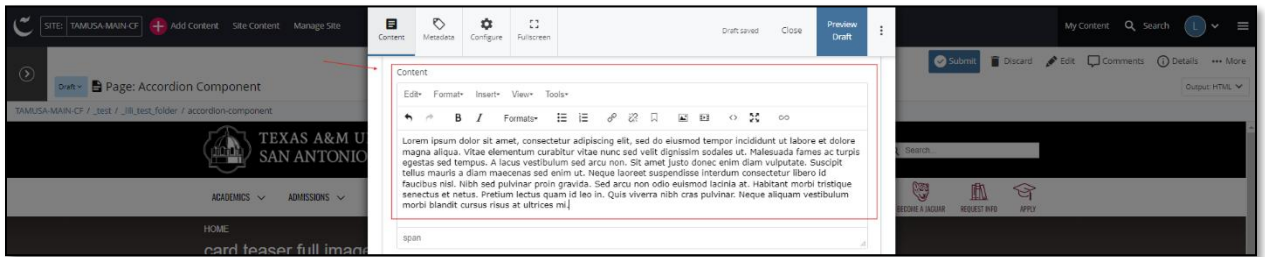 SITE: TAMUSA-MAIN-CF Add Content Site Content Manage Site
Content Metadata Configure Fullscreen Draft saved Close Preview Draft
My Content Search L
Submit Discard Edit Comments Details More
Draft Page: Accordion Component
Output: HTML
TAMUSA-MAIN-CF / _test / _lili_test_folder / accordion-component
TEXAS A&M U
SAN ANTONIO
Search...
ACADEMICS ADMISSIONS
BECOME A JAGUAR REQUEST INFO APPLY
HOME
card teaser full image
Content
Edit Format Insert View Tools
B I Formats
Lorem ipsum dolor sit amet, consectetur adipiscing elit, sed do eiusmod tempor incididunt ut labore et dolore
magna aliqua. Vitae elementum curabitur vitae nunc sed velit dignissim sodales ut. Malesuada fames ac turpis
egestas sed tempus. A lacus vestibulum sed arcu non. Sit amet justo donec enim diam vulputate. Suscipit
tellus mauris a diam maecenas sed enim ut. Neque laoreet suspendisse interdum consectetur libero id
faucibus nisl. Nibh sed pulvinar proin gravida. Sed arcu non odio euismod lacinia at. Habitant morbi tristique
senectus et netus. Pretium lectus quam id leo in. Quis viverra nibh cras pulvinar. Neque aliquam vestibulum
morbi blandit cursus risus at ultrices mi.
span